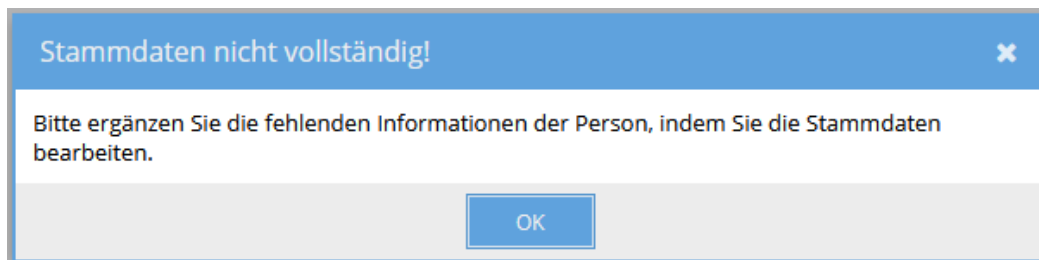 Stammdaten nicht vollständig!
Bitte ergänzen Sie die fehlenden Informationen der Person, indem Sie die Stammdaten
bearbeiten.
OK